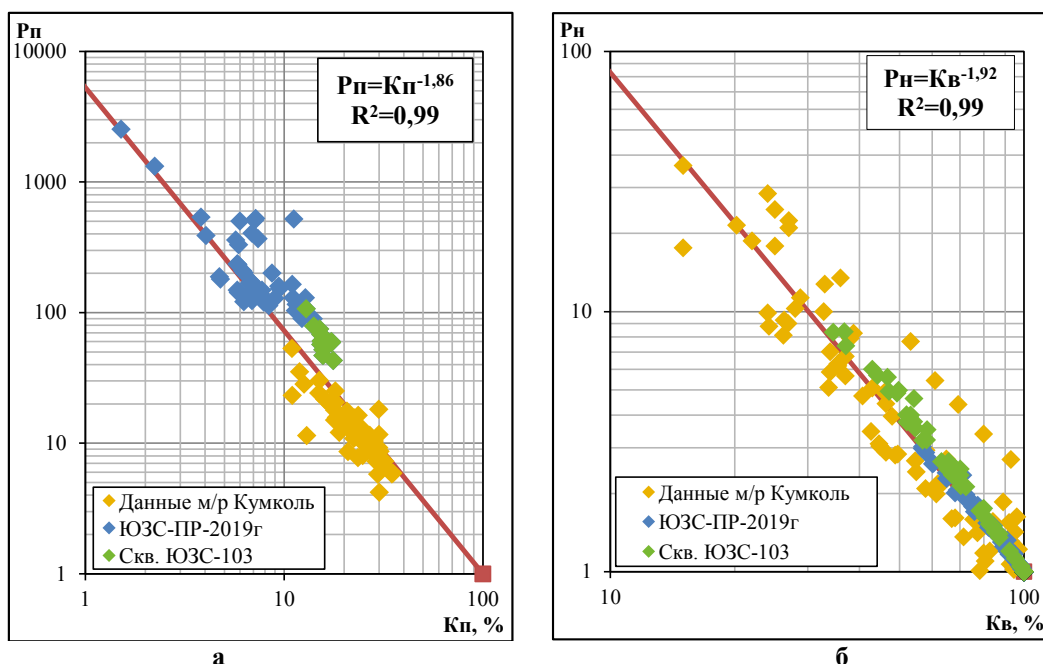 Рп
10000
1000
100
10
1
1
10
100
Кп, %
Рп=Кп-1,86
R2=0,99
Данные м/р Кумколь
ЮЗС-ПР-2019г
Скв. ЮЗС-103
а
Рн
100
10
1
10
100
Кв, %
Рн=Кв-1,92
R2=0,99
Данные м/р Кумколь
ЮЗС-ПР-2019г
Скв. ЮЗС-103
б